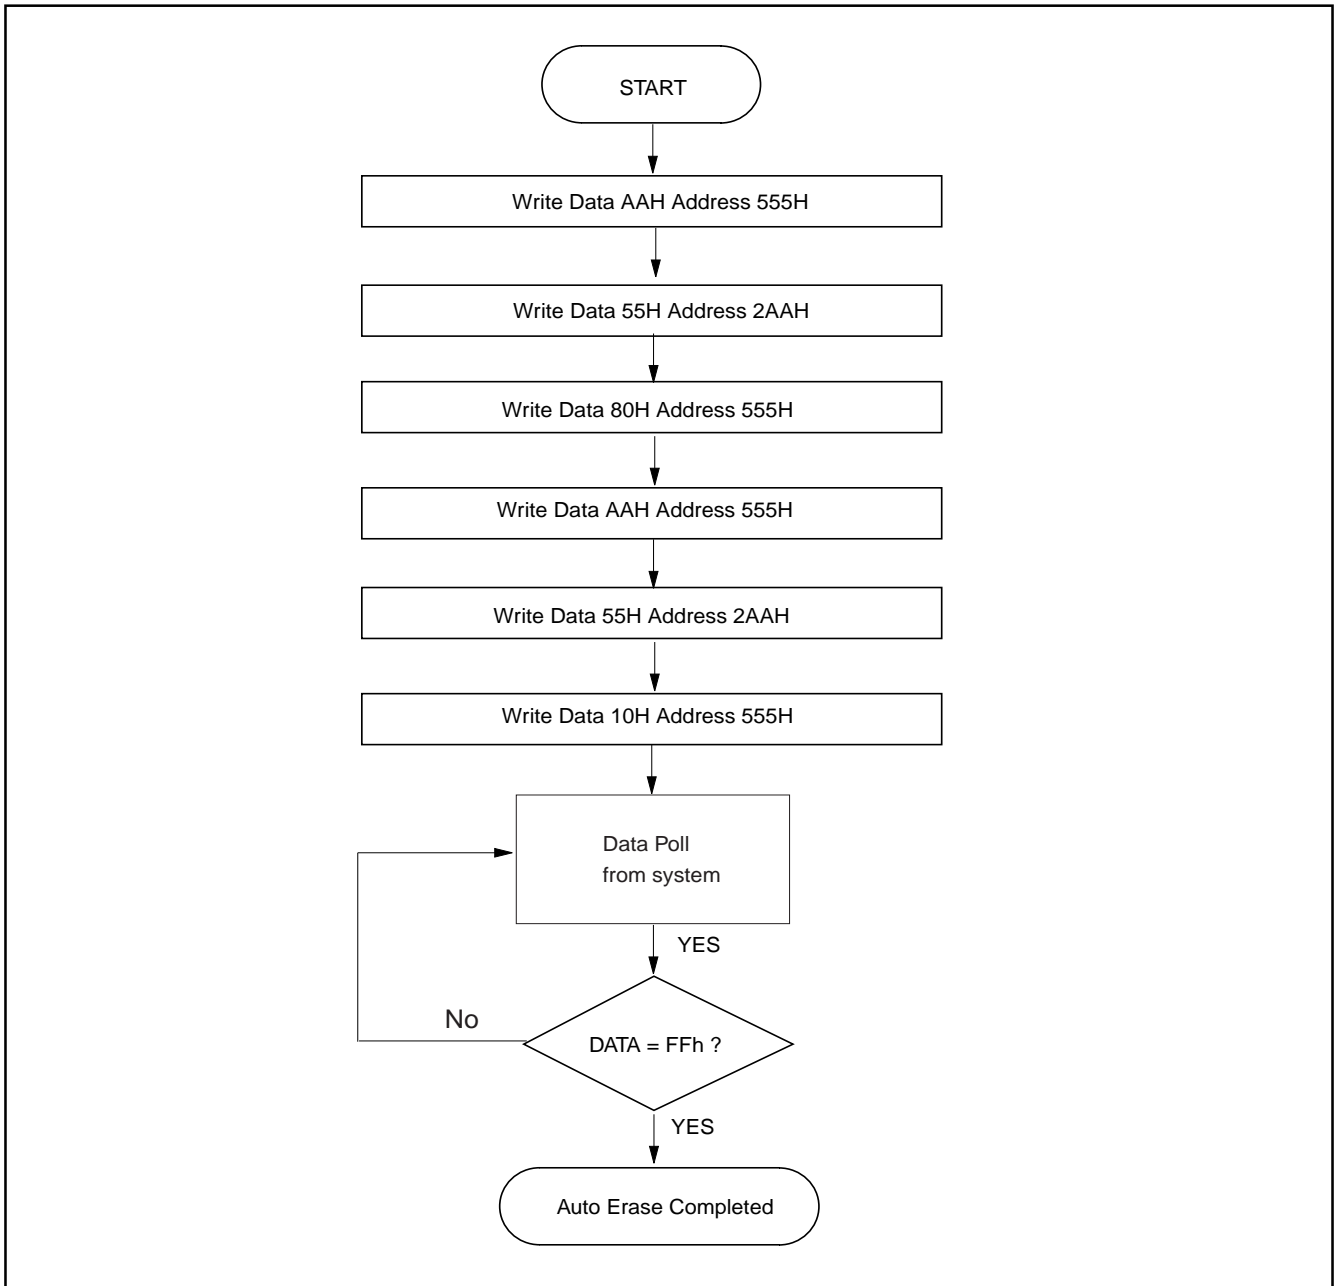 START
Write Data AAH Address 555H
Write Data 55H Address 2AAH
Write Data 80H Address 555H
Write Data AAH Address 555H
Write Data 55H Address 2AAH
Write Data 10H Address 555H
Data Poll
from system
YES
No
DATA = FFh ?
YES
Auto Erase Completed